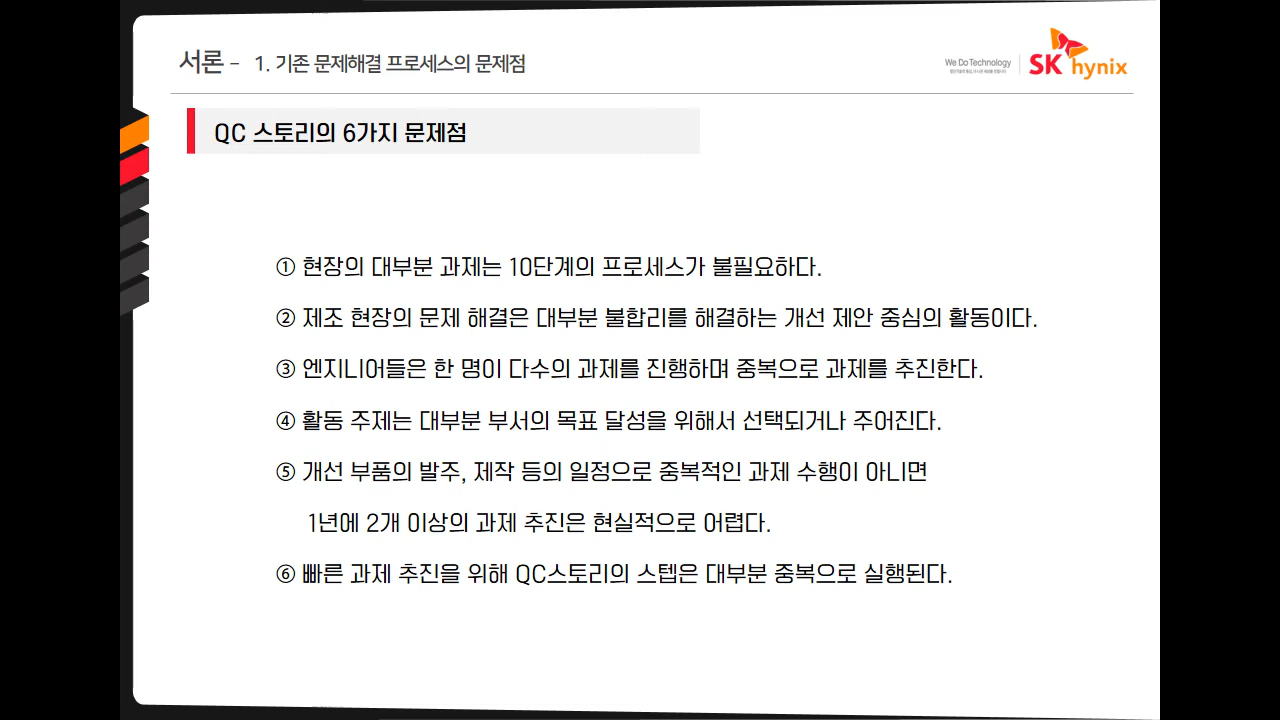 서론 - 1. 기존 문제해결 프로세스의 문제점
We Do Technology
SK hynix
QC 스토리의 6가지 문제점
① 현장의 대부분 과제는 10단계의 프로세스가 불필요하다.
② 제조 현장의 문제 해결은 대부분 불합리를 해결하는 개선 제안 중심의 활동이다.
③ 엔지니어들은 한 명이 다수의 과제를 진행하며 중복으로 과제를 추진한다.
④ 활동 주제는 대부분 부서의 목표 달성을 위해서 선택되거나 주어진다.
⑤ 개선 부품의 발주, 제작 등의 일정으로 중복적인 과제 수행이 아니면
1년에 2개 이상의 과제 추진은 현실적으로 어렵다.
⑥ 빠른 과제 추진을 위해 QC스토리의 스텝은 대부분 중복으로 실행된다.